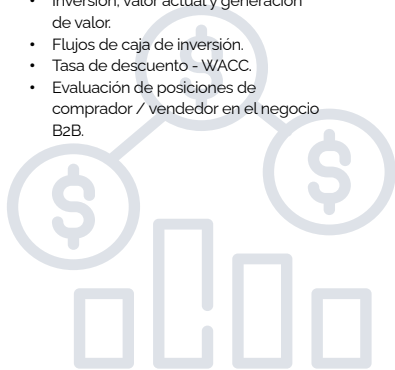 • Inversión, valor actual y generación
de valor.
• Flujos de caja de inversión.
• Tasa de descuento - WACC.
• Evaluación de posiciones de
comprador / vendedor en el negocio
B2B.
$
$